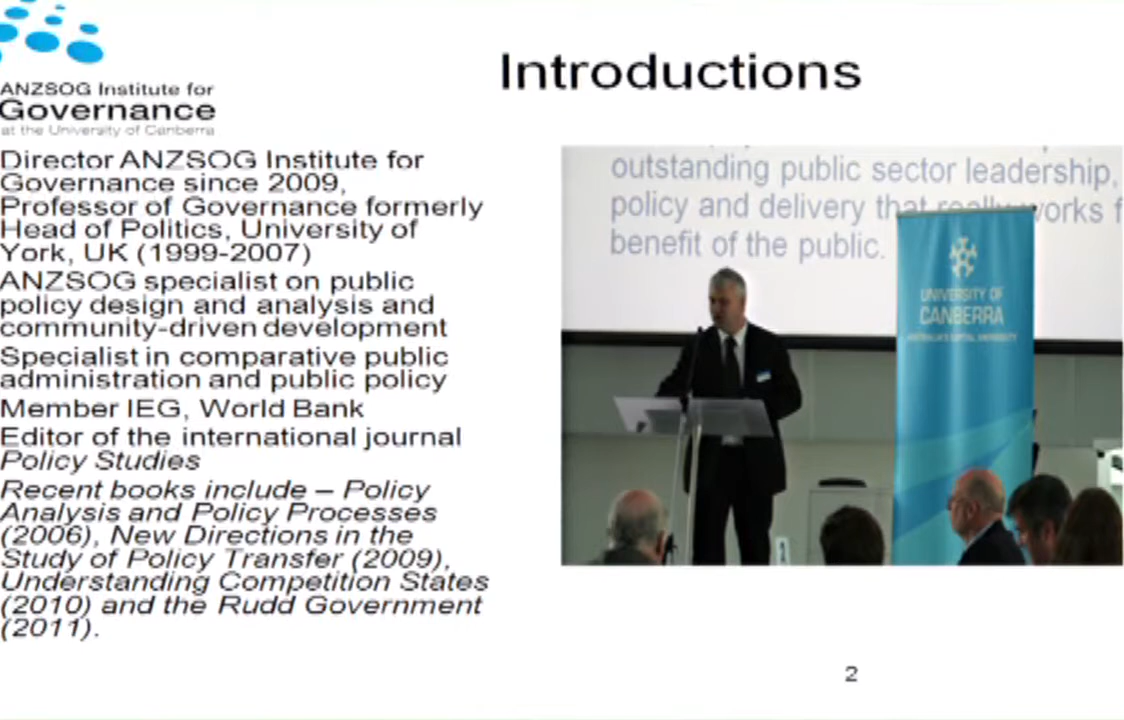 ANZSOG Institute for
Governance
at the University of Canberra
Introductions
Director ANZSOG Institute for
Governance since 2009,
Professor of Governance formerly
Head of Politics, University of
York, UK (1999-2007)
ANZSOG specialist on public
policy design and analysis and
community-driven development
Specialist in comparative public
administration and public policy
Member IEG, World Bank
Editor of the international journal
Policy Studies
Recent books include – Policy
Analysis and Policy Processes
(2006), New Directions in the
Study of Policy Transfer (2009),
Understanding Competition States
(2010) and the Rudd Government
(2011).
outstanding public sector leadership,
policy and delivery that really works f
benefit of the public.
UNIVERSITY OF
CANBERRA
AUSTRALIA'S CAPITAL UNIVERSITY
2